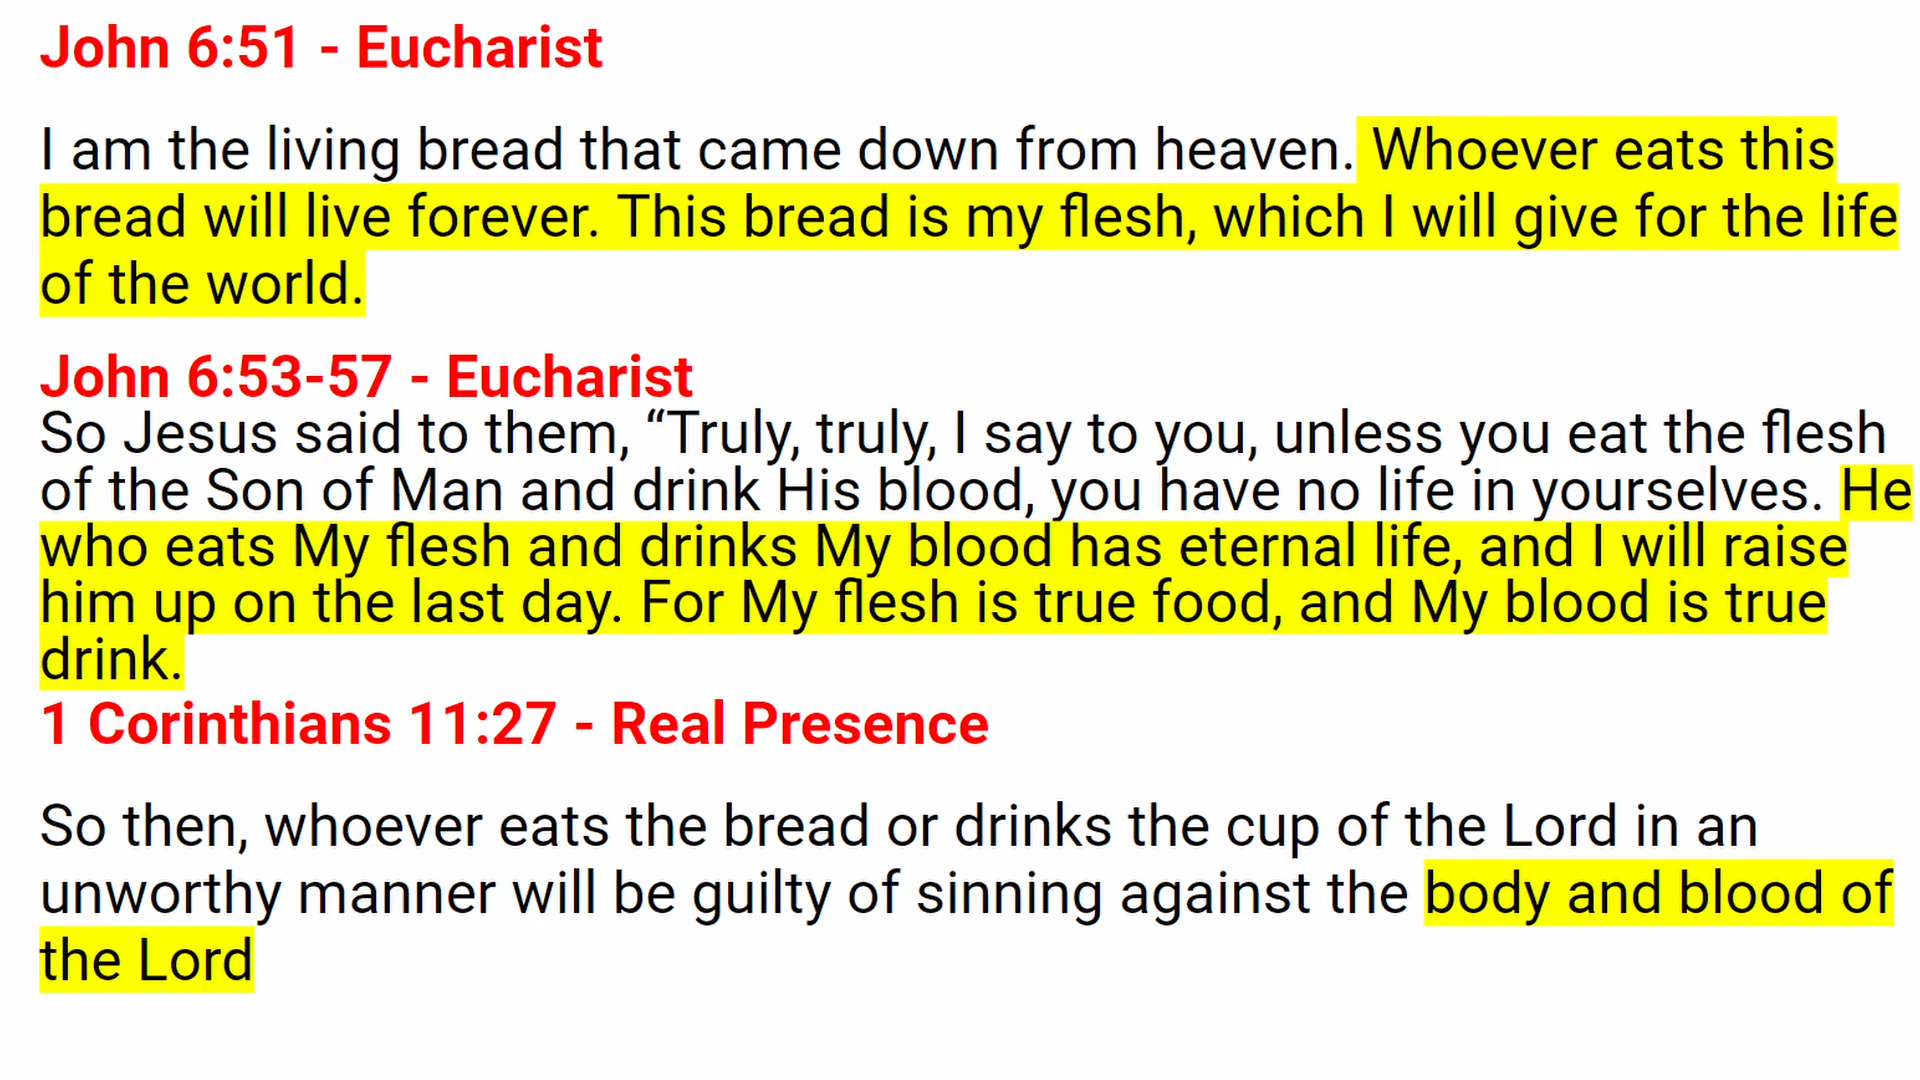 John 6:51 - Eucharist
I am the living bread that came down from heaven. Whoever eats this
bread will live forever. This bread is my flesh, which I will give for the life
of the world.
John 6:53-57 - Eucharist
So Jesus said to them, “Truly, truly, I say to you, unless you eat the flesh
of the Son of Man and drink His blood, you have no life in yourselves. He
who eats My flesh and drinks My blood has eternal life, and I will raise
him up on the last day. For My flesh is true food, and My blood is true
drink.
1 Corinthians 11:27 - Real Presence
So then, whoever eats the bread or drinks the cup of the Lord in an
unworthy manner will be guilty of sinning against the body and blood of
the Lord